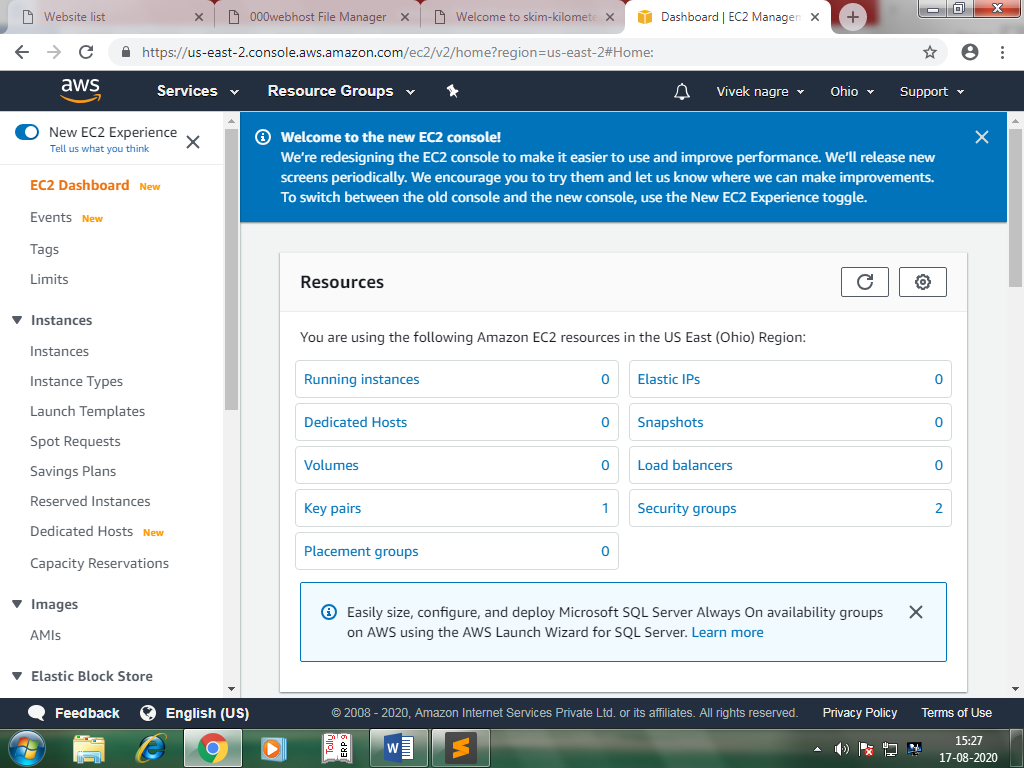 Website list
000webhost File Manager
Welcome to skim-kilomete
Dashboard | EC2 Managem
https://us-east-2.console.aws.amazon.com/ec2/v2/home?region=us-east-2#Home:
aws
Services
Resource Groups
Vivek nagre
Ohio
Support
New EC2 Experience
Tell us what you think
EC2 Dashboard New
Events New
Tags
Limits
Instances
Instances
Instance Types
Launch Templates
Spot Requests
Savings Plans
Reserved Instances
Dedicated Hosts New
Capacity Reservations
Images
AMIs
Elastic Block Store
Welcome to the new EC2 console!
We're redesigning the EC2 console to make it easier to use and improve performance. We'll release new
screens periodically. We encourage you to try them and let us know where we can make improvements.
To switch between the old console and the new console, use the New EC2 Experience toggle.
Resources
You are using the following Amazon EC2 resources in the US East (Ohio) Region:
Running instances 0
Elastic IPs 0
Dedicated Hosts 0
Snapshots 0
Volumes 0
Load balancers 0
Key pairs 1
Security groups 2
Placement groups 0
Easily size, configure, and deploy Microsoft SQL Server Always On availability groups
on AWS using the AWS Launch Wizard for SQL Server. Learn more
Feedback
English (US)
© 2008 - 2020, Amazon Internet Services Private Ltd. or its affiliates. All rights reserved.
Privacy Policy
Terms of Use
Tally
ERP 9
15:27
17-08-2020